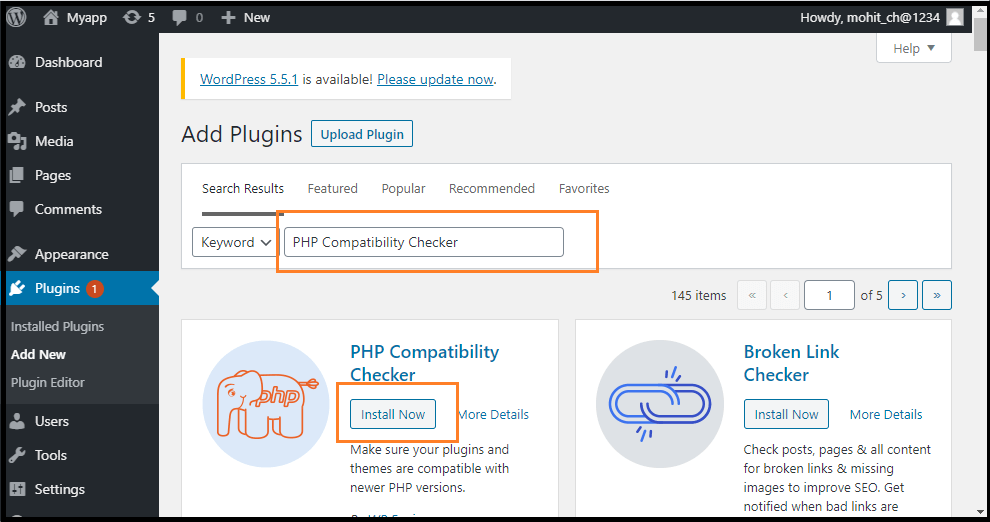 Myapp 5 0 + New Howdy, mohit_ch@1234
Help
Dashboard
Posts
Media
Pages
Comments
Appearance
Plugins 1
Installed Plugins
Add New
Plugin Editor
Users
Tools
Settings
WordPress 5.5.1 is available! Please update now.
Add Plugins Upload Plugin
Search Results Featured Popular Recommended Favorites
Keyword PHP Compatibility Checker
145 items « ‹ 1 of 5 › »
php
PHP Compatibility
Checker
Install Now More Details
Make sure your plugins and
themes are compatible with
newer PHP versions.
Broken Link
Checker
Install Now More Details
Check posts, pages & all content
for broken links & missing
images to improve SEO. Get
notified when bad links are